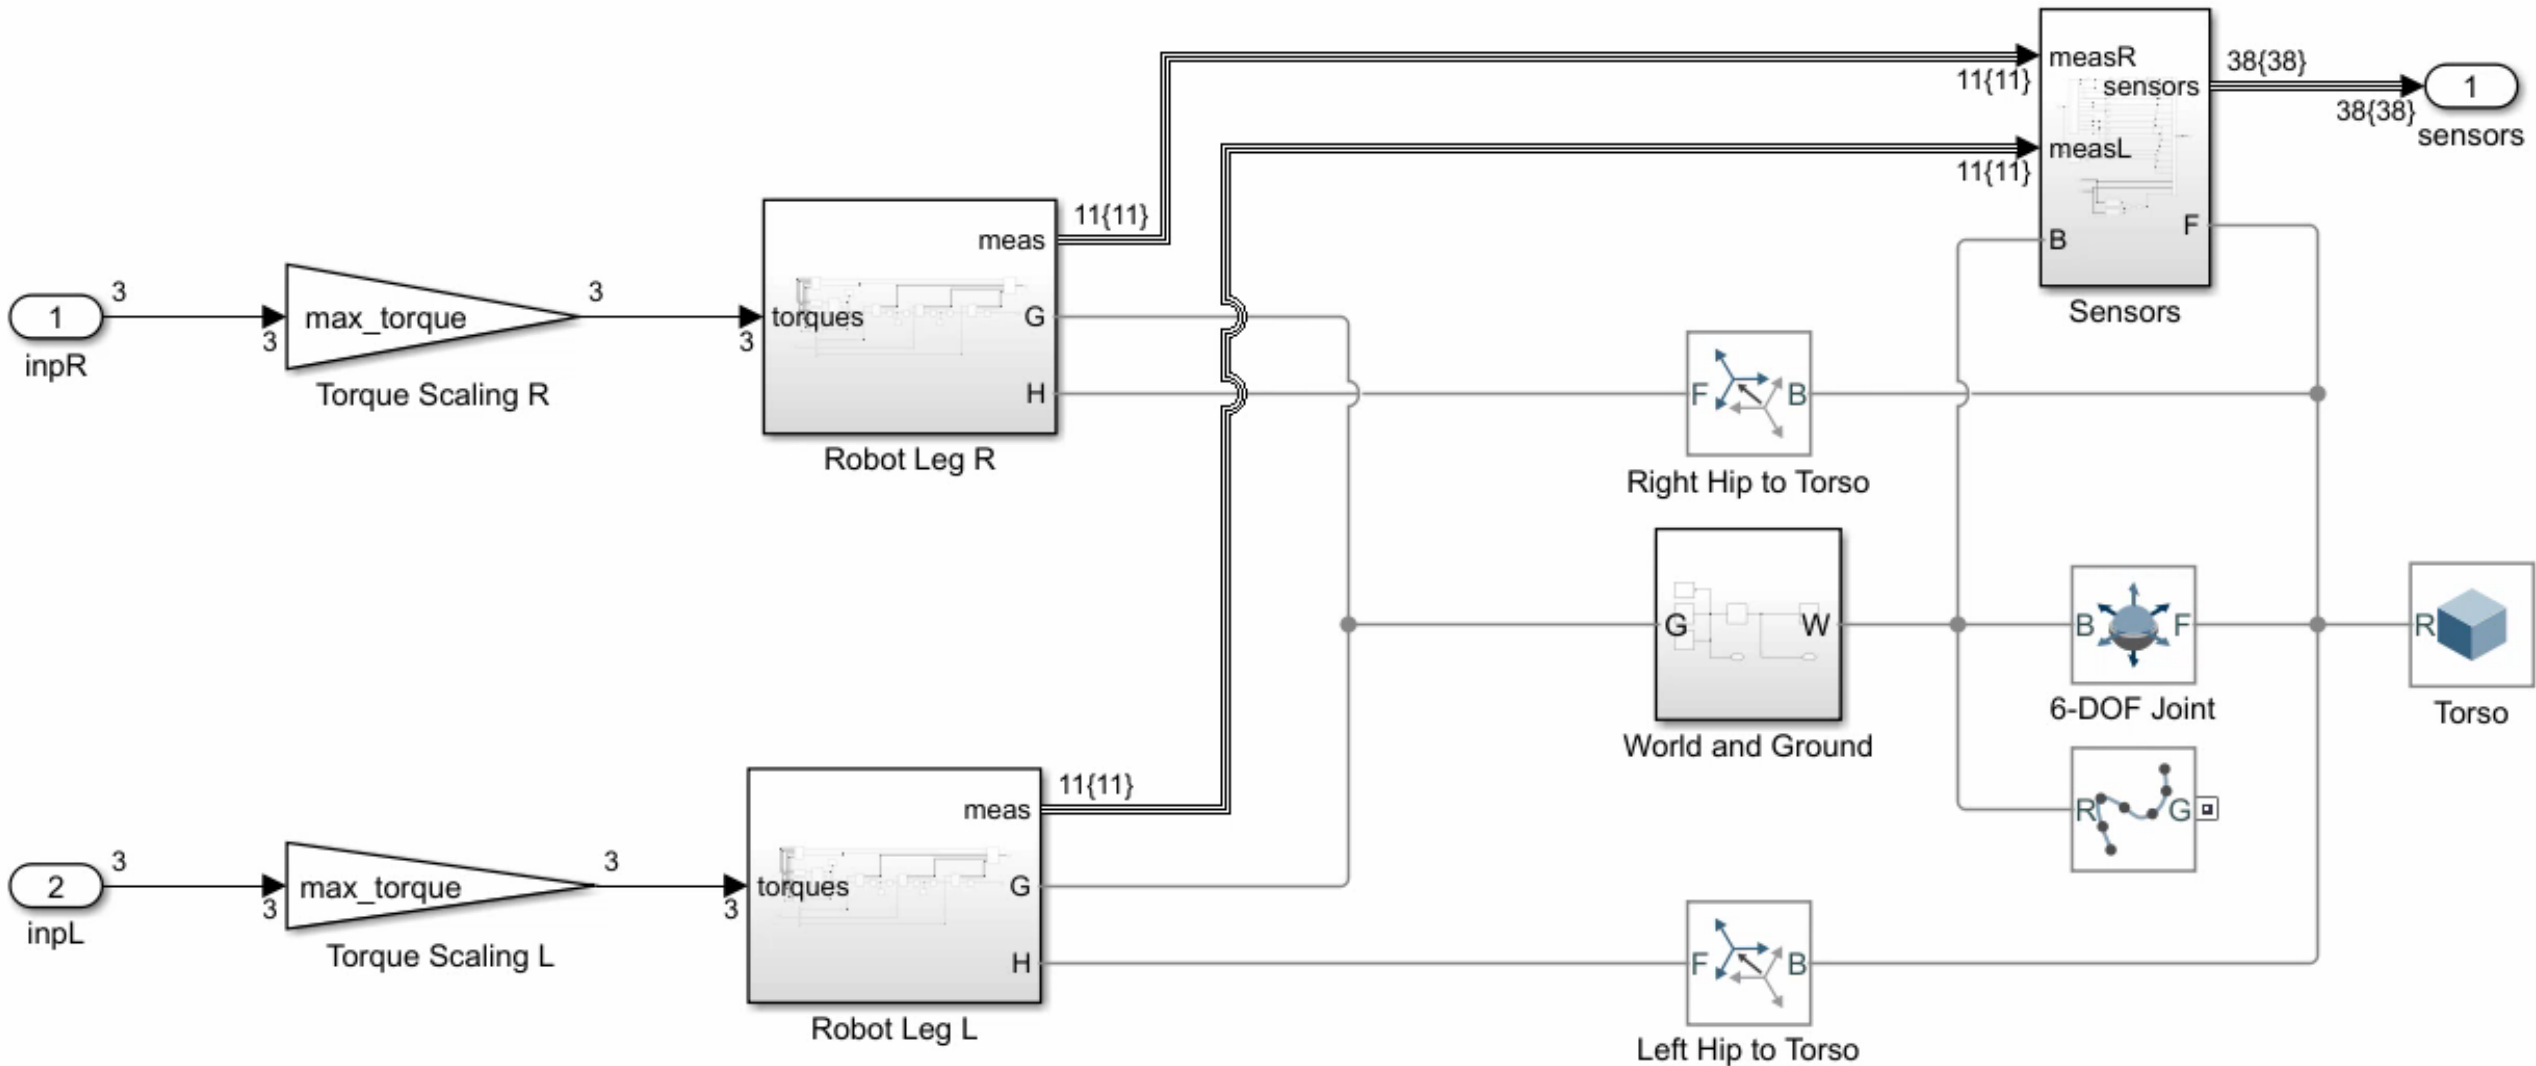 measR
11{11}
38{38}
sensors
1
38{38}
sensors
measL
11{11}
11{11}
meas
B
F
Sensors
3
1
3
inpR
max_torque
Torque Scaling R
3
3
torques
G
H
Robot Leg R
F
B
Right Hip to Torso
G
W
World and Ground
B
F
6-DOF Joint
R
Torso
R
G
11{11}
meas
3
2
3
inpL
max_torque
Torque Scaling L
3
3
torques
G
H
Robot Leg L
F
B
Left Hip to Torso